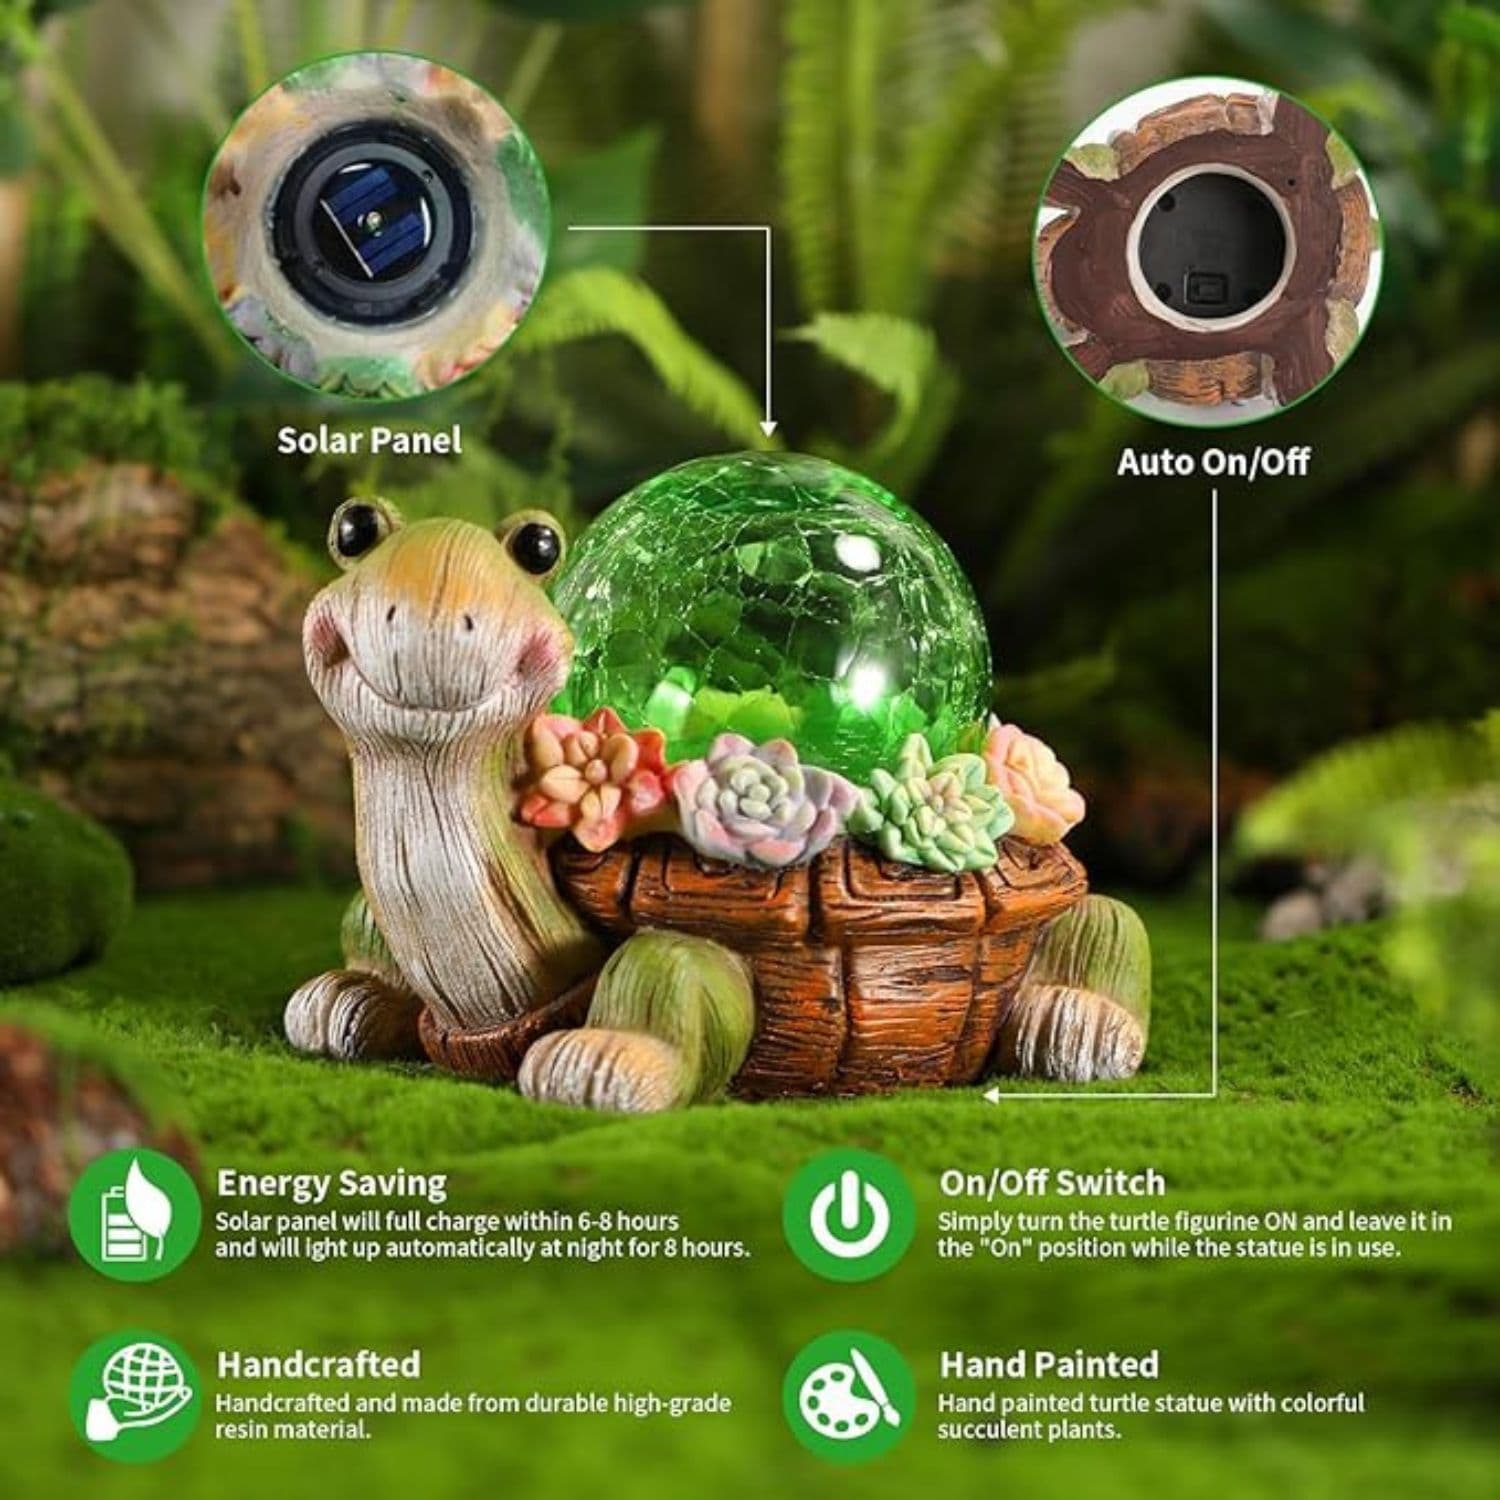 Solar Panel
Auto On/Off
Energy Saving
Solar panel will full charge within 6-8 hours
and will ight up automatically at night for 8 hours.
On/Off Switch
Simply turn the turtle figurine ON and leave it in
the "On" position while the statue is in use.
Handcrafted
Handcrafted and made from durable high-grade
resin material.
Hand Painted
Hand painted turtle statue with colorful
succulent plants.